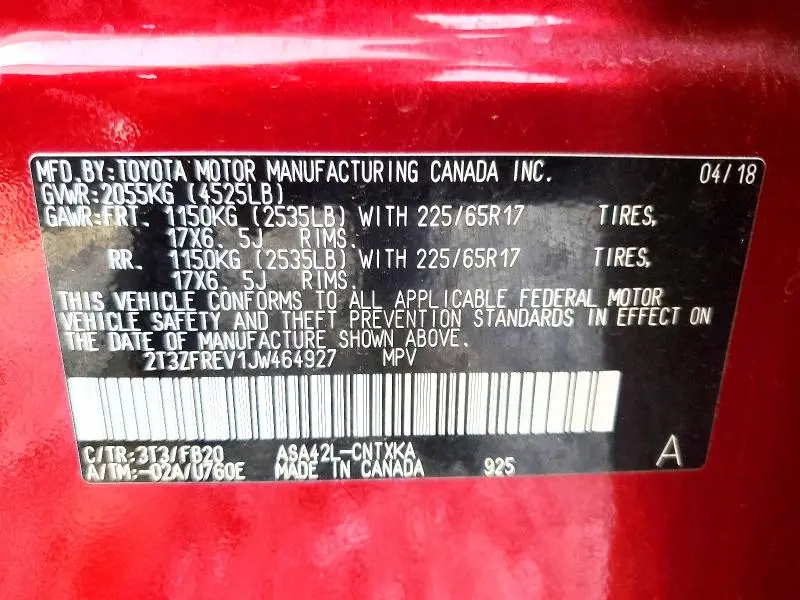 MFD.BY:TOYOTA MOTOR MANUFACTURING CANADA INC. 04/18
GVWR:2055KG (4525LB)
GAWR:FRT. 1150KG (2535LB) WITH 225/65R17 TIRES,
17X6. 5J RIMS.
RR. 1150KG (2535LB) WITH 225/65R17 TIRES,
17X6. 5J RIMS.
THIS VEHICLE CONFORMS TO ALL APPLICABLE FEDERAL MOTOR
VEHICLE SAFETY AND THEFT PREVENTION STANDARDS IN EFFECT ON
THE DATE OF MANUFACTURE SHOWN ABOVE.
2T3ZFREV1JW464927 MPV
C/TR:3T3/FB20 ASA42L-CNTXKA A
A/TM:-02A/U760E MADE IN CANADA 925